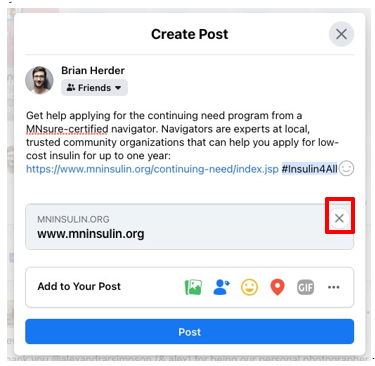 Create Post
Brian Herder
Friends
Get help applying for the continuing need program from a
MNsure-certified navigator. Navigators are experts at local,
trusted community organizations that can help you apply for low-
cost insulin for up to one year:
https://www.mninsulin.org/continuing-need/index.jsp #Insulin4All
MNINSULIN.ORG
www.mninsulin.org
Add to Your Post
GIF
Post